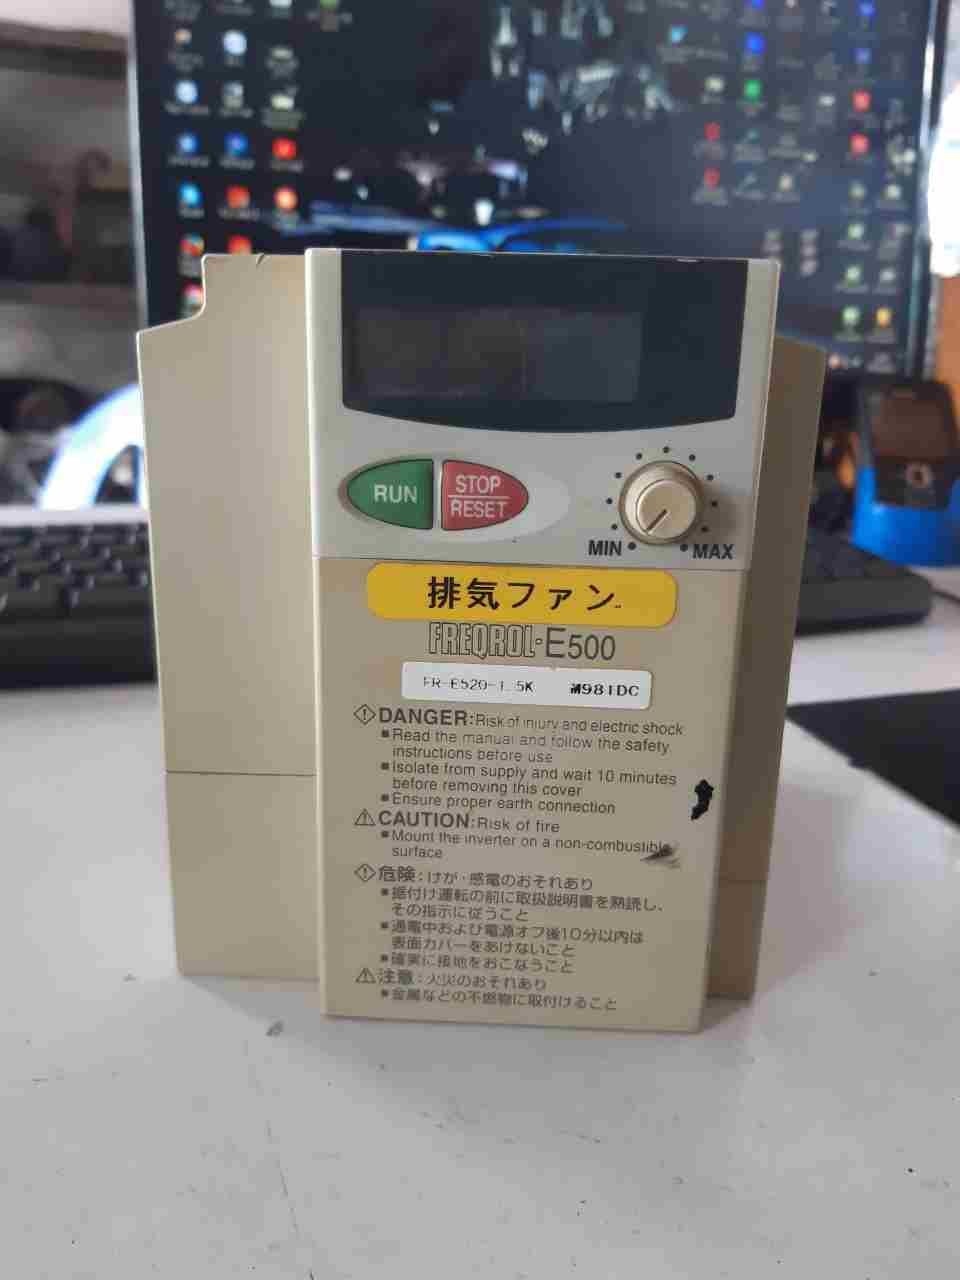 RUN
STOP
RESET
MIN
MAX
排気ファン
FREQROL-E500
FR-E520-1.5K M981DC
DANGER:Risk of injury and electric shock
■Read the manual and follow the safety
instructions before use
■Isolate from supply and wait 10 minutes
before removing this cover
■Ensure proper earth connection
CAUTION:Risk of fire
■Mount the inverter on a non-combustible
surface
危険:けが・感電のおそれあり
■据付け運転の前に取扱説明書を熟読し、
その指示に従うこと
■通電中および電源オフ後10分以内は
表面カバーをあけないこと
■確実に接地をおこなうこと
注意:火災のおそれあり
■金属などの不燃物に取付けること